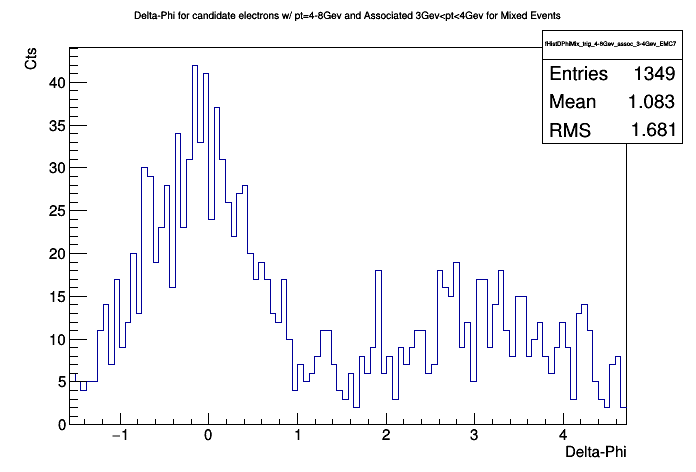 Delta-Phi for candidate electrons w/ pt=4-8Gev and Associated 3Gev<pt<4Gev for Mixed Events
fHistDPhiMix_trig_4-8Gev_assoc_3-4Gev_EMC7
Entries 1349
Mean 1.083
RMS 1.681
Cts
40
35
30
25
20
15
10
5
0
−1 0 1 2 3 4
Delta-Phi